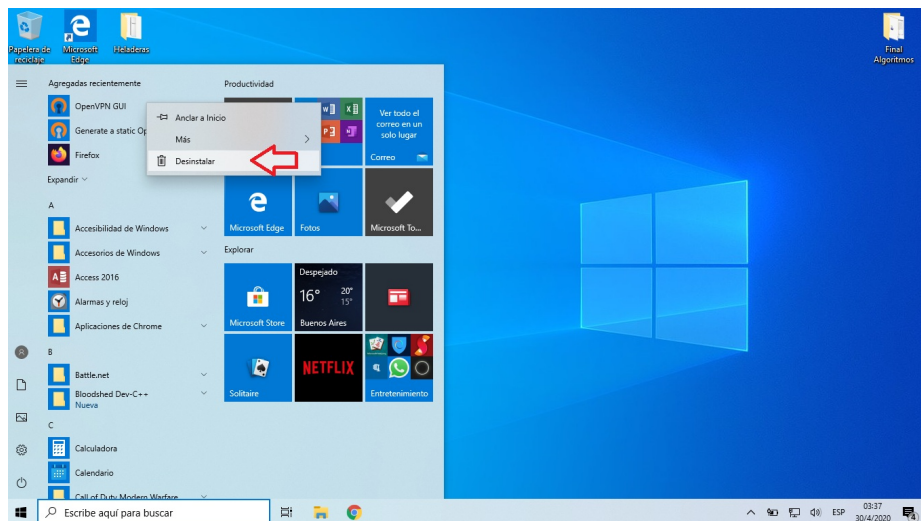 Papelera de
reciclaje
Microsoft
Edge
Heladeras
Final
Algoritmos
Agregadas recientemente
OpenVPN GUI
Generate a static Op
Firefox
Expandir
A
Accesibilidad de Windows
Accesorios de Windows
Access 2016
Alarmas y reloj
Aplicaciones de Chrome
B
Battle.net
Bloodshed Dev-C++
Nueva
C
Calculadora
Calendario
Call of Duty Modern Warfare
Anclar a Inicio
Más
Desinstalar
Productividad
Ver todo el
correo en un
solo lugar
Correo
Microsoft Edge
Fotos
Microsoft To...
Explorar
Microsoft Store
Despejado
16°
20°
15°
Buenos Aires
Solitaire
NETFLIX
Entretenimiento
Escribe aquí para buscar
ESP
03:37
30/4/2020
4